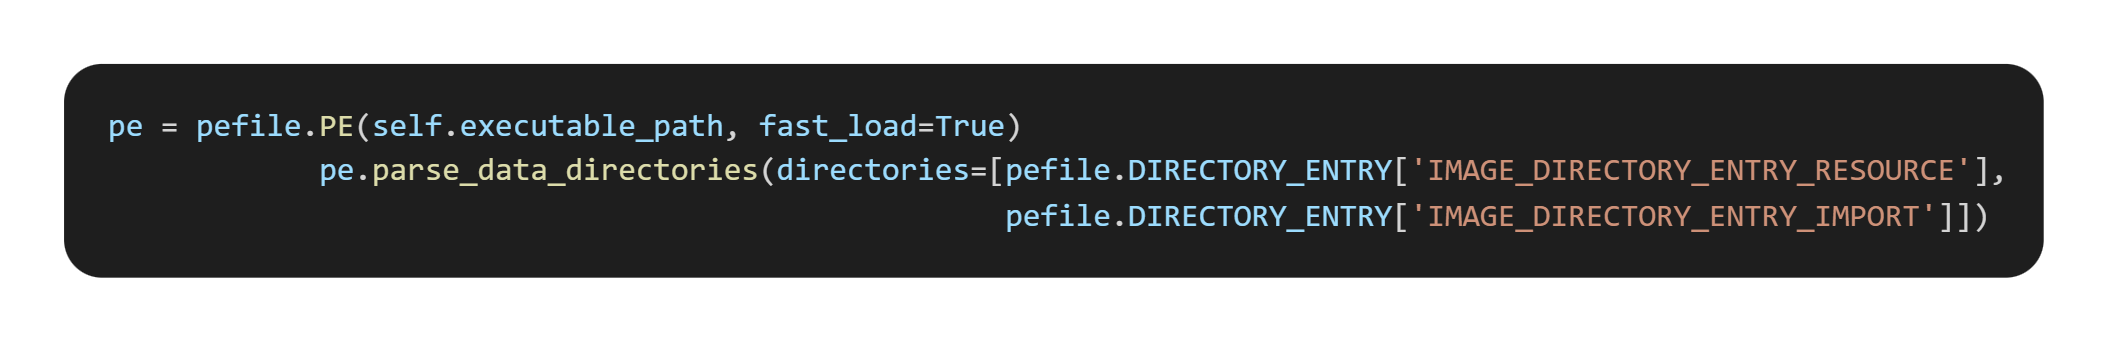 pe = pefile.PE(self.executable_path, fast_load=True)
            pe.parse_data_directories(directories=[pefile.DIRECTORY_ENTRY['IMAGE_DIRECTORY_ENTRY_RESOURCE'],
                                                   pefile.DIRECTORY_ENTRY['IMAGE_DIRECTORY_ENTRY_IMPORT']])